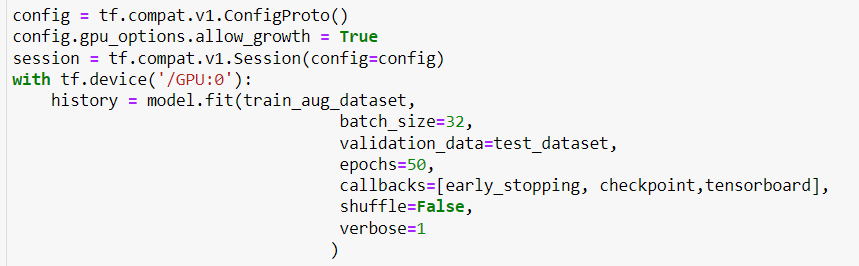 config = tf.compat.v1.ConfigProto()
config.gpu_options.allow_growth = True
session = tf.compat.v1.Session(config=config)
with tf.device('/GPU:0'):
    history = model.fit(train_aug_dataset,
                                  batch_size=32,
                                  validation_data=test_dataset,
                                  epochs=50,
                                  callbacks=[early_stopping, checkpoint,tensorboard],
                                  shuffle=False,
                                  verbose=1
                                 )